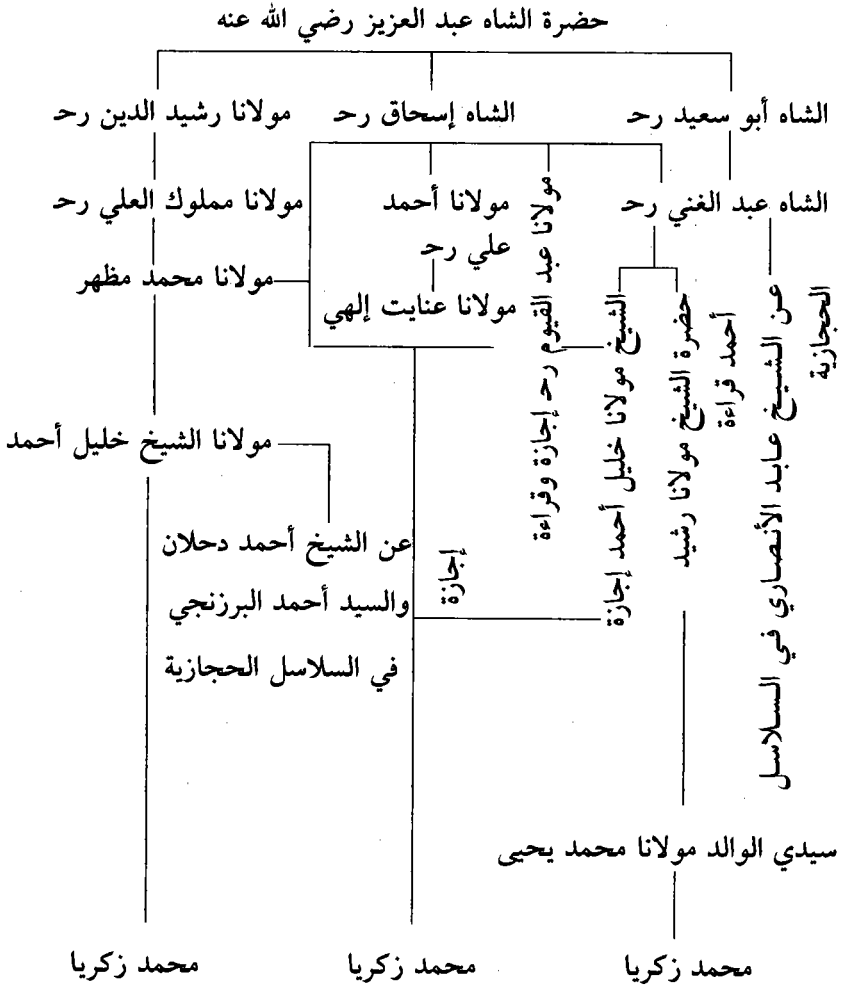 حضرة الشاه عبد العزيز رضي الله عنه
الشاه أبو سعيد رحـ
الشاه إسحاق رحـ
مولانا رشيد الدين رحـ
الشاه عبد الغني رحـ
مولانا عبد القيوم رحـ إجازة وقراءة
مولانا أحمد
علي رحـ
مولانا مملوك العلي رحـ
مولانا عنايت إلهي
مولانا محمد مظهر
عن الشيخ عابد الأنصاري في السلاسل
الحجازية
حضرة الشيخ مولانا رشيد
أحمد قراءة
الشيخ مولانا خليل أحمد إجازة
مولانا الشيخ خليل أحمد
إجازة
عن الشيخ أحمد دحلان
والسيد أحمد البرزنجي
في السلاسل الحجازية
سيدي الوالد مولانا محمد يحيى
محمد زكريا
محمد زكريا
محمد زكريا